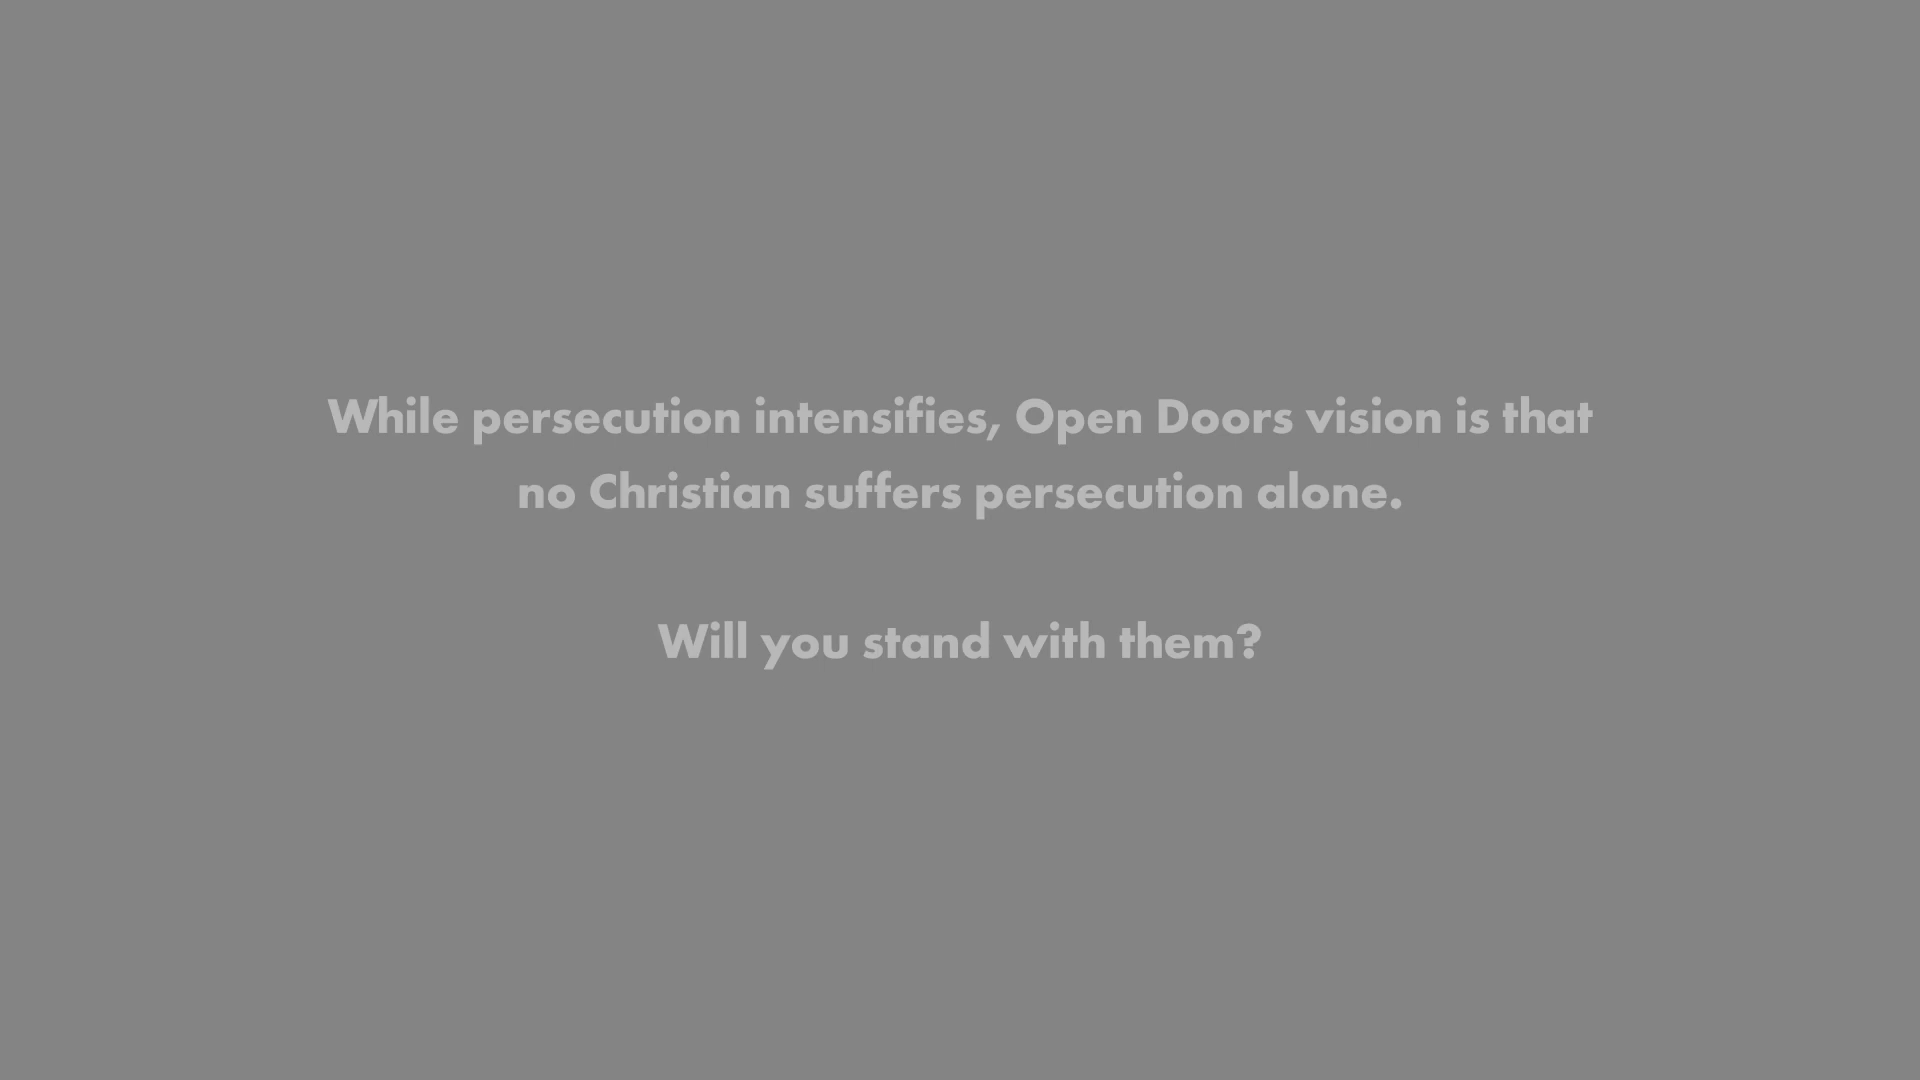 While persecution intensifies, Open Doors vision is that
no Christian suffers persecution alone.
Will you stand with them?